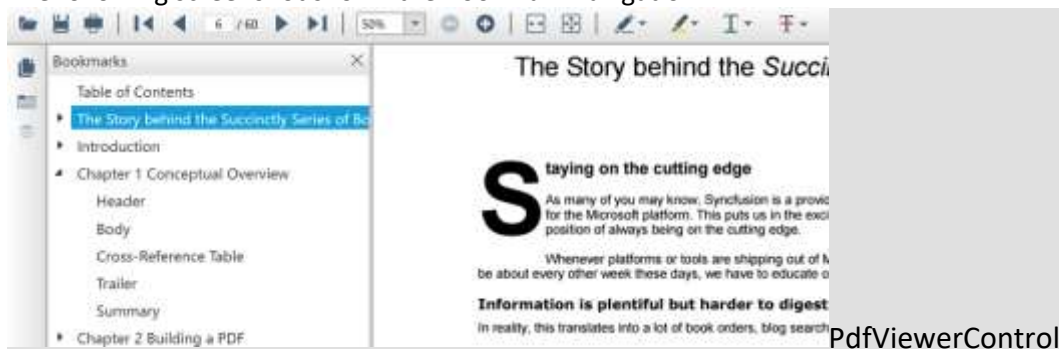 6 / 60
50%
Bookmarks
Table of Contents
The Story behind the Succinctly Series of Bo
Introduction
Chapter 1 Conceptual Overview
Header
Body
Cross-Reference Table
Trailer
Summary
Chapter 2 Building a PDF
The Story behind the Succi
Staying on the cutting edge
As many of you may know, Syncfusion is a provid
for the Microsoft platform. This puts us in the exci
position of always being on the cutting edge.
Whenever platforms or tools are shipping out of M
be about every other week these days, we have to educate o
Information is plentiful but harder to digest
In reality, this translates into a lot of book orders, blog search
PdfViewerControl